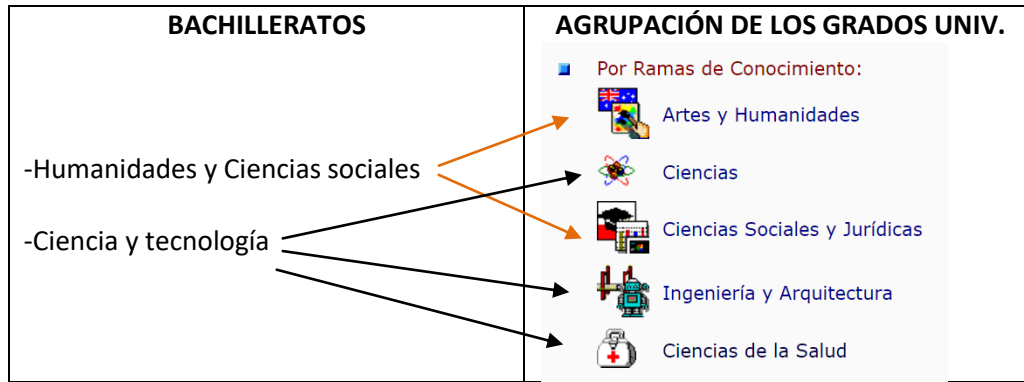 BACHILLERATOS
-Humanidades y Ciencias sociales
-Ciencia y tecnología
AGRUPACIÓN DE LOS GRADOS UNIV.
Por Ramas de Conocimiento:
Artes y Humanidades
Ciencias
Ciencias Sociales y Jurídicas
Ingeniería y Arquitectura
Ciencias de la Salud